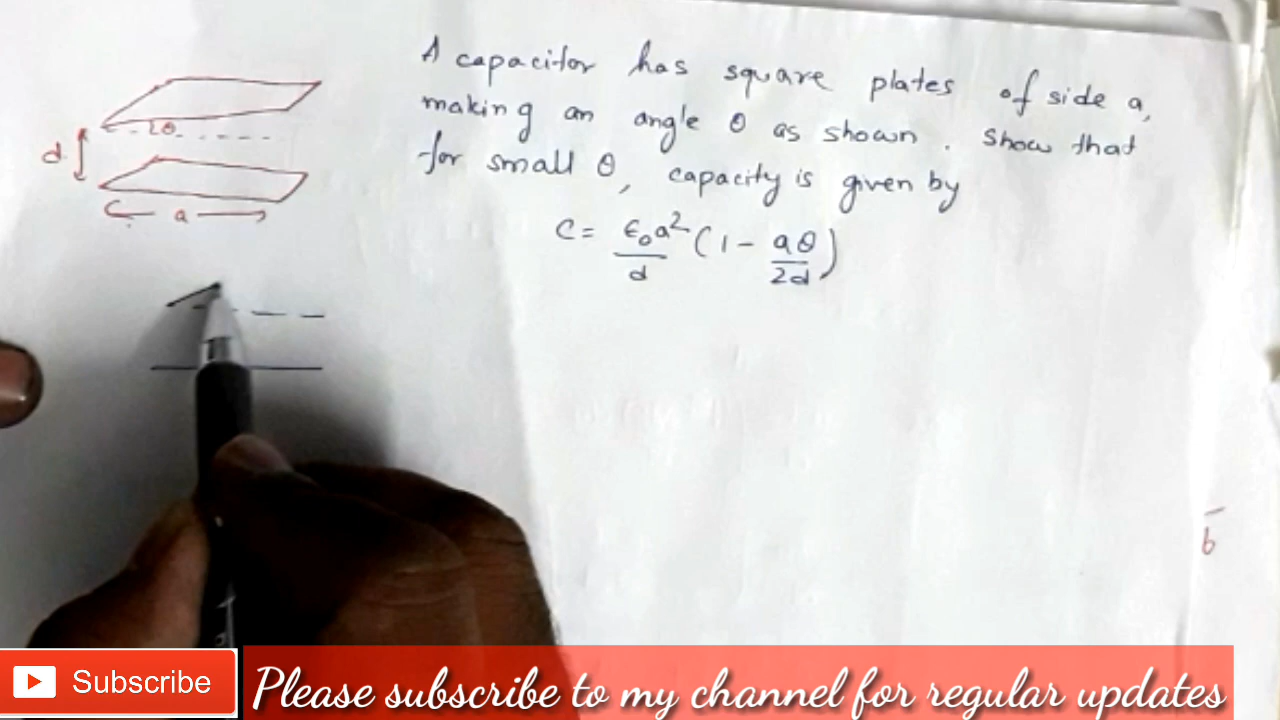 A capacitor has square plates of side a,
making an angle θ as shown. Show that
for small θ, capacity is given by
C = ε₀a²/d (1 - aθ/2d)
θ
d
a
b
Subscribe
Please subscribe to my channel for regular updates